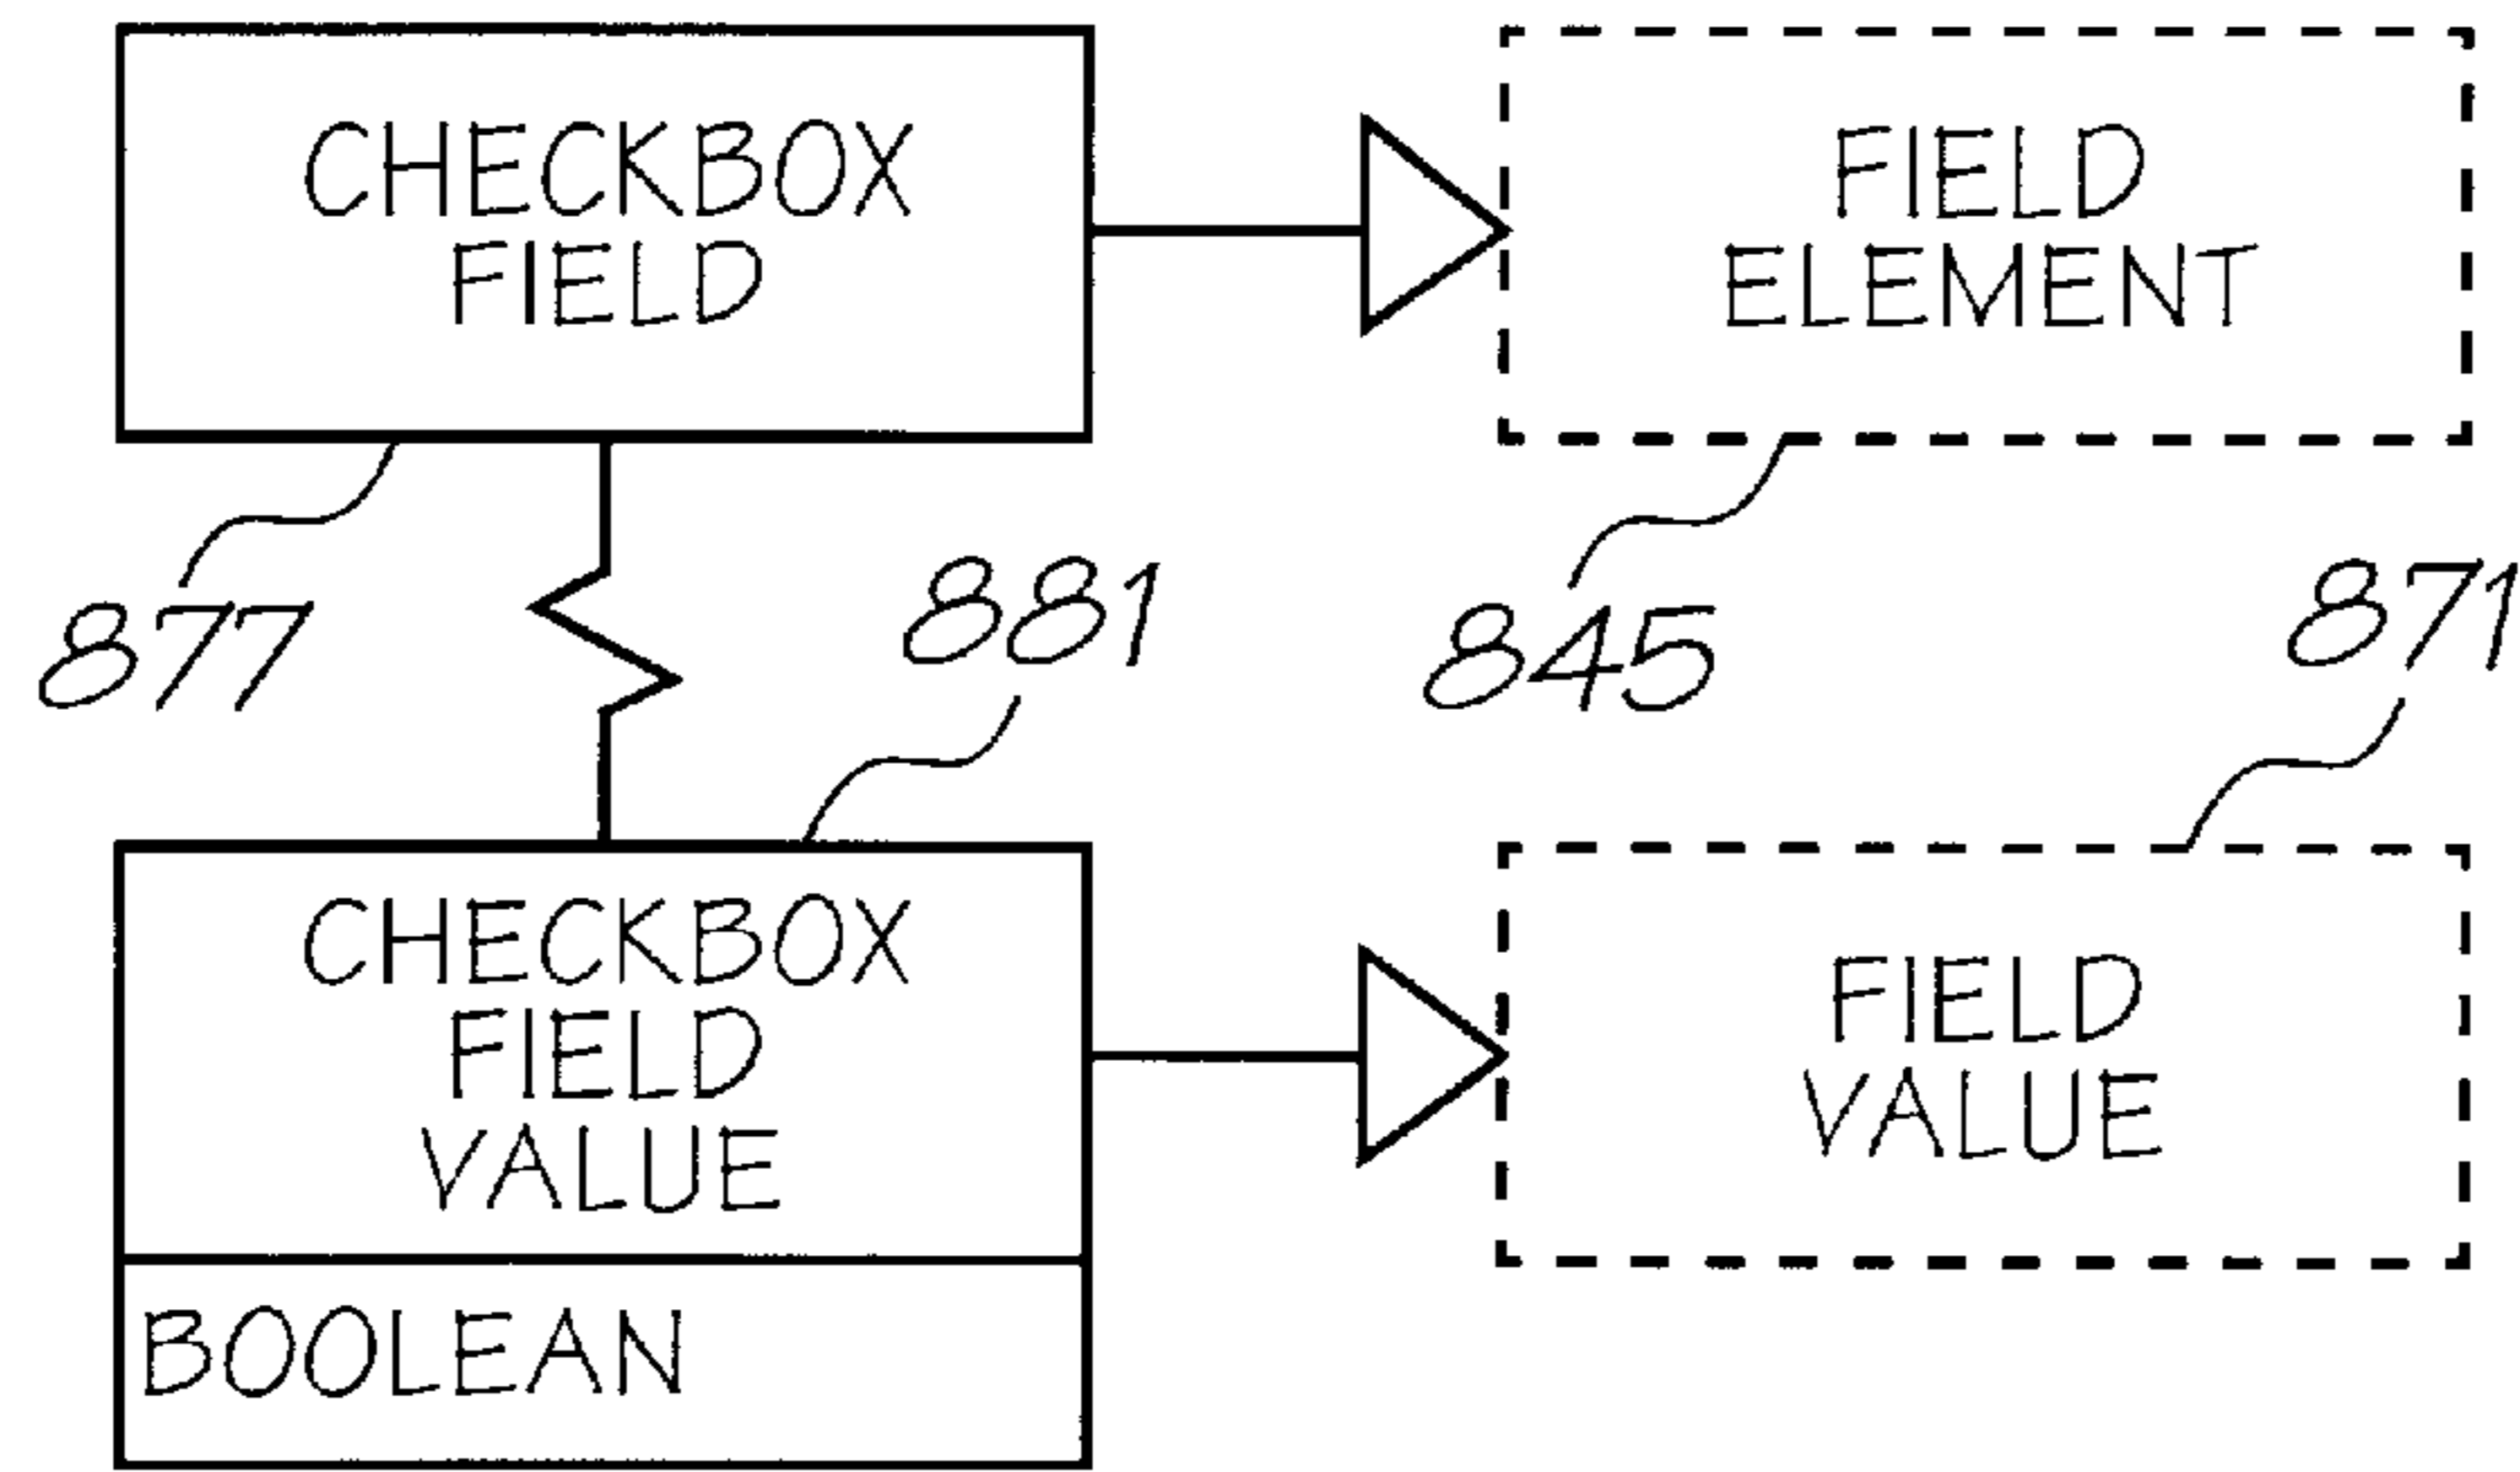 CHECKBOX
FIELD
FIELD
ELEMENT
877
881
845
871
CHECKBOX
FIELD
VALUE
BOOLEAN
FIELD
VALUE